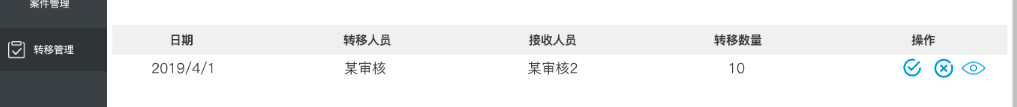 案件管理
转移管理
日期 转移人员 接收人员 转移数量 操作
2019/4/1 某审核 某审核2 10